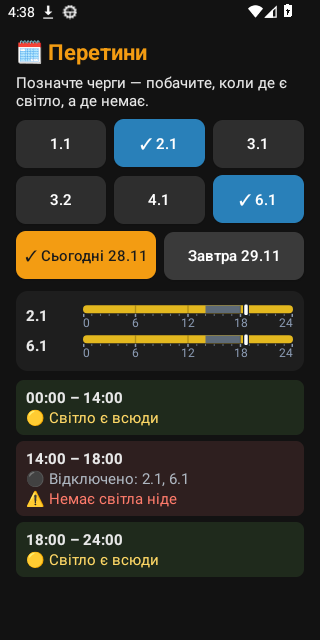 4:38
Перетини
Позначте черги — побачите, коли де є
світло, а де немає.
1.1
✓ 2.1
3.1
3.2
4.1
✓ 6.1
✓ Сьогодні 28.11
Завтра 29.11
2.1
0 6 12 18 24
6.1
0 6 12 18 24
00:00 – 14:00
Світло є всюди
14:00 – 18:00
Відключено: 2.1, 6.1
Немає світла ніде
18:00 – 24:00
Світло є всюди